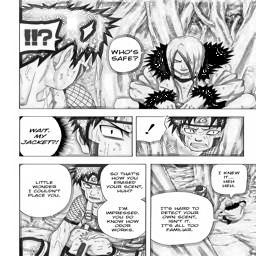 !!?
WHO'S
SAFE?
WAIT.
MY
JACKET?!
!
I KNEW
IT...
HEH
HEH.
SO THAT'S
HOW YOU
ERASED
YOUR SCENT,
HUH?
I'M
IMPRESSED.
YOU SO
KNOW HOW
ODOR
WORKS.
LITTLE
WONDER
I COULDN'T
PLACE YOU.
IT'S HARD TO
DETECT YOUR
OWN SCENT,
ISN'T IT.
IT'S ALL TOO
FAMILIAR.